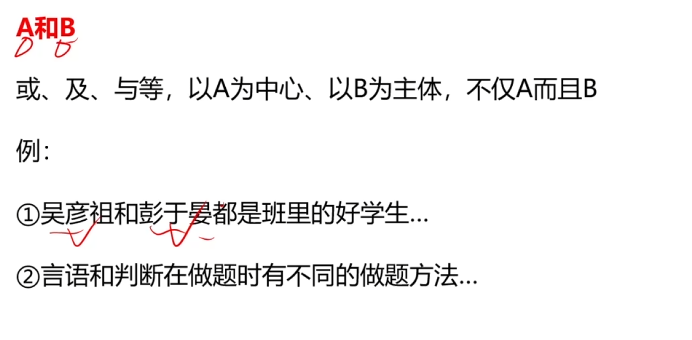 A和B
或、及、与等，以A为中心、以B为主体，不仅A而且B
例：
①吴彦祖和彭于晏都是班里的好学生…
②言语和判断在做题时有不同的做题方法…